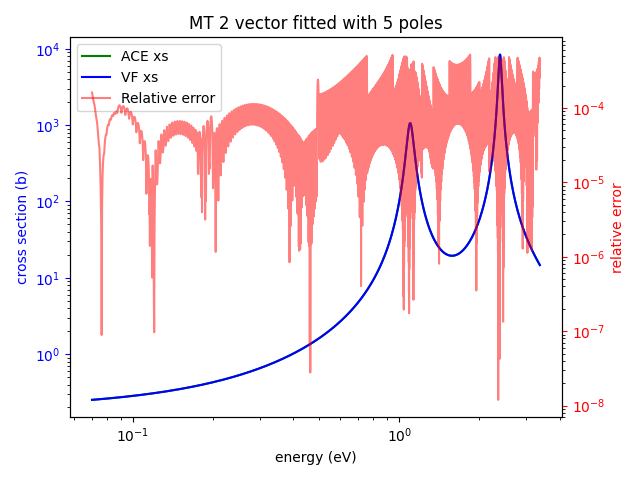 MT 2 vector fitted with 5 poles
ACE xs
VF xs
Relative error
cross section (b)
10^4
10^3
10^2
10^1
10^0
relative error
10^-4
10^-5
10^-6
10^-7
10^-8
10^-1
10^0
energy (eV)